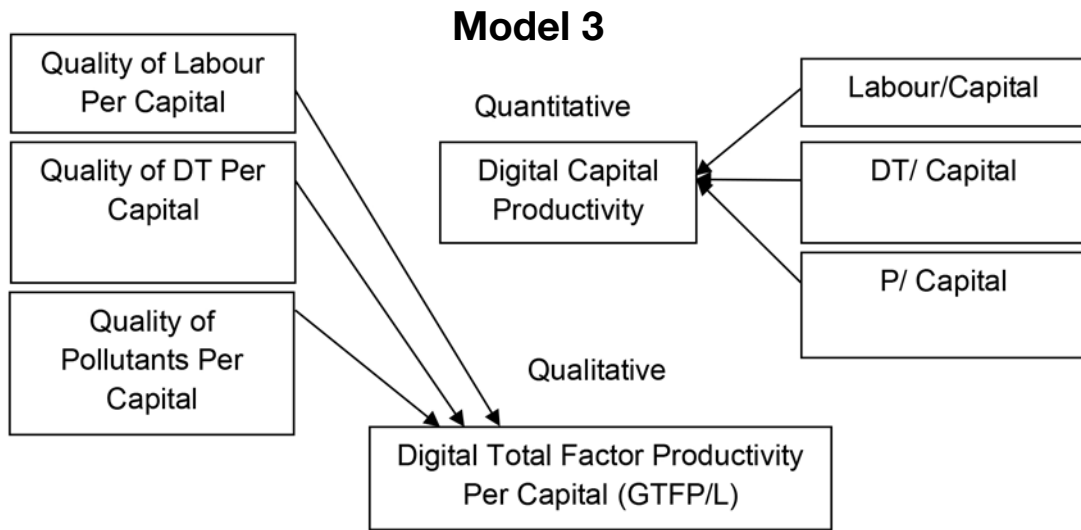 Model 3
Quality of Labour
Per Capital
Quality of DT Per
Capital
Quality of
Pollutants Per
Capital
Quantitative
Digital Capital
Productivity
Labour/Capital
DT/ Capital
P/ Capital
Qualitative
Digital Total Factor Productivity
Per Capital (GTFP/L)